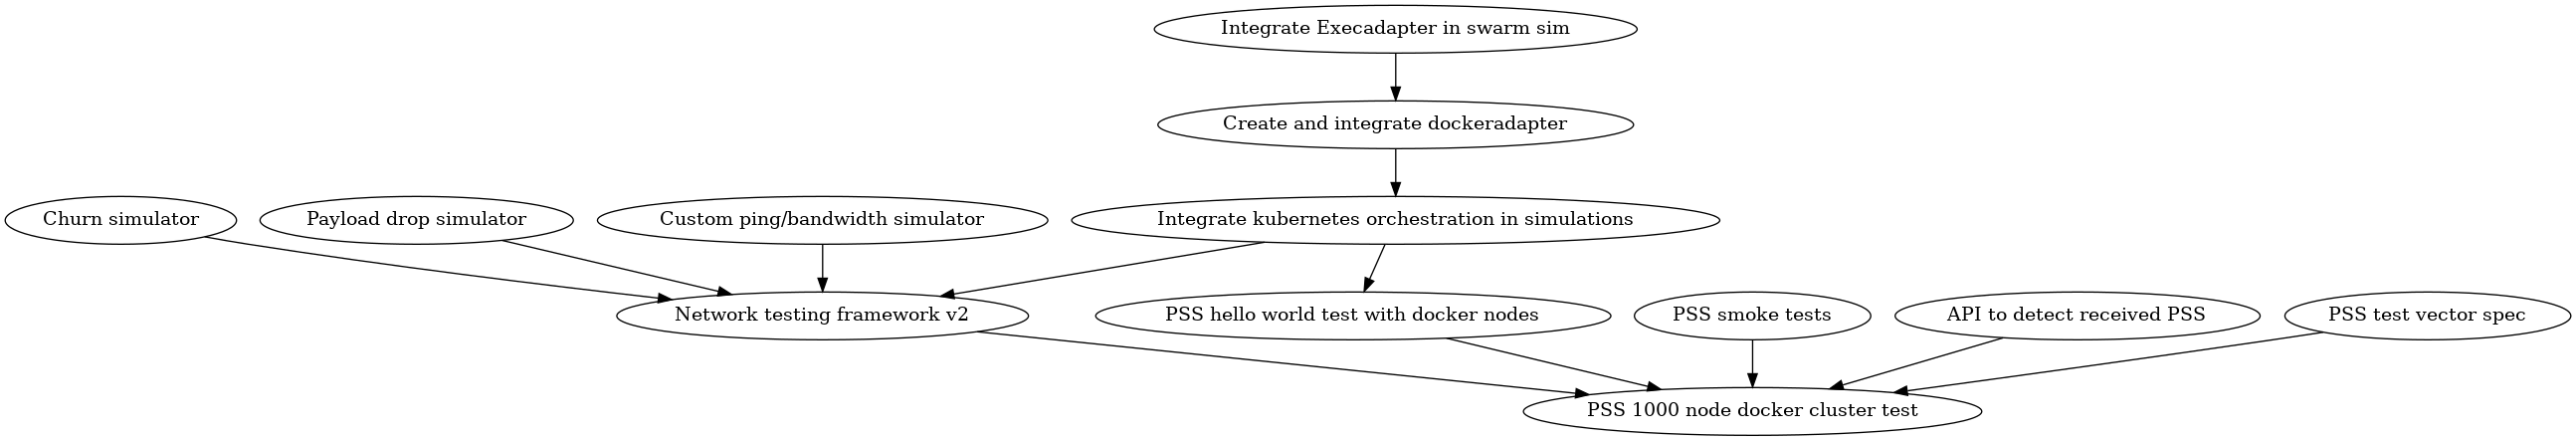 Integrate Execadapter in swarm sim
Create and integrate dockeradapter
Churn simulator
Payload drop simulator
Custom ping/bandwidth simulator
Integrate kubernetes orchestration in simulations
Network testing framework v2
PSS hello world test with docker nodes
PSS smoke tests
API to detect received PSS
PSS test vector spec
PSS 1000 node docker cluster test